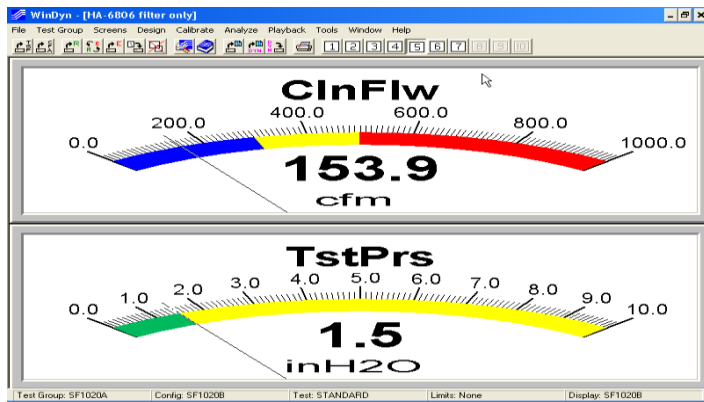 WinDyn - [HA-6806 filter only]
File Test Group Screens Design Calibrate Analyze Playback Tools Window Help
1 2 3 4 5 6 7 8 9 10
ClnFlw
0.0 200.0 400.0 600.0 800.0 1000.0
153.9
cfm
TstPrs
0.0 1.0 2.0 3.0 4.0 5.0 6.0 7.0 8.0 9.0 10.0
1.5
inH2O
Test Group: SF1020A Config: SF1020B Test: STANDARD Limits: None Display: SF1020B